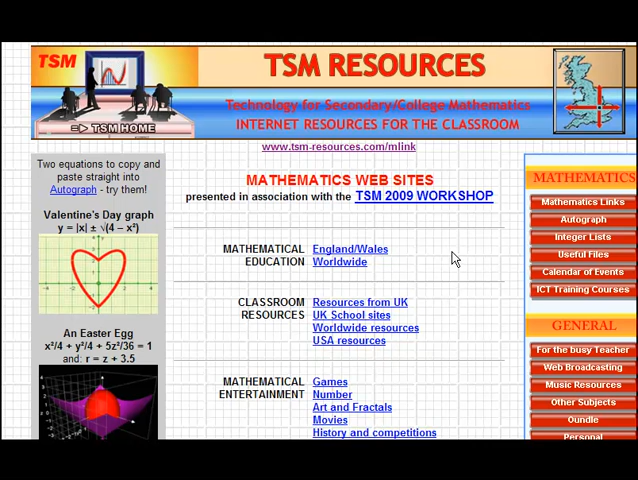 TSM
TSM RESOURCES
Technology for Secondary/College Mathematics
INTERNET RESOURCES FOR THE CLASSROOM
=> TSM HOME
www.tsm-resources.com/mlink
Two equations to copy and
paste straight into
Autograph - try them!
Valentine's Day graph
y = |x| ± √(4 – x²)
An Easter Egg
x²/4 + y²/4 + 5z²/36 = 1
and: r = z + 3.5
MATHEMATICS WEB SITES
presented in association with the TSM 2009 WORKSHOP
MATHEMATICAL EDUCATION
England/Wales
Worldwide
CLASSROOM RESOURCES
Resources from UK
UK School sites
Worldwide resources
USA resources
MATHEMATICAL ENTERTAINMENT
Games
Number
Art and Fractals
Movies
History and competitions
MATHEMATICS
Mathematics Links
Autograph
Integer Lists
Useful Files
Calendar of Events
ICT Training Courses
GENERAL
For the busy Teacher
Web Broadcasting
Music Resources
Other Subjects
Oundle
Personal